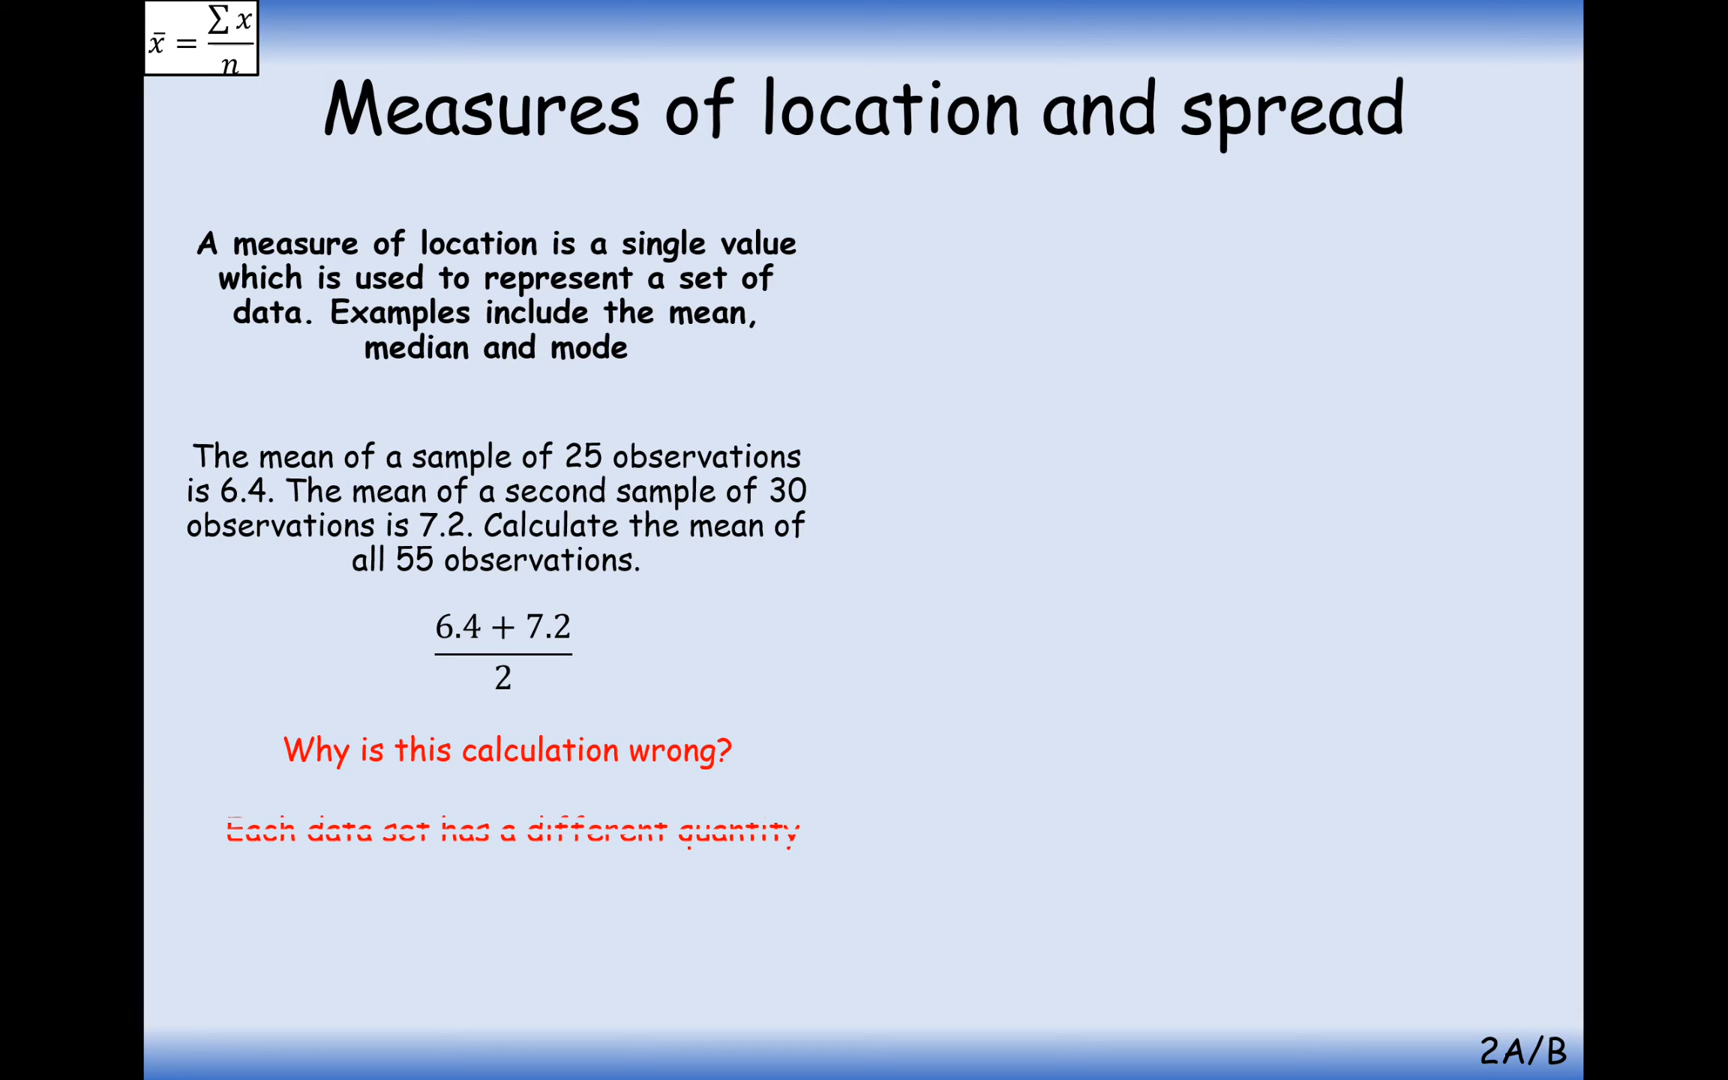 x̄ = ∑x / n
Measures of location and spread
A measure of location is a single value
which is used to represent a set of
data. Examples include the mean,
median and mode
The mean of a sample of 25 observations
is 6.4. The mean of a second sample of 30
observations is 7.2. Calculate the mean of
all 55 observations.
6.4 + 7.2
2
Why is this calculation wrong?
Each data set has a different quantity
2A/B